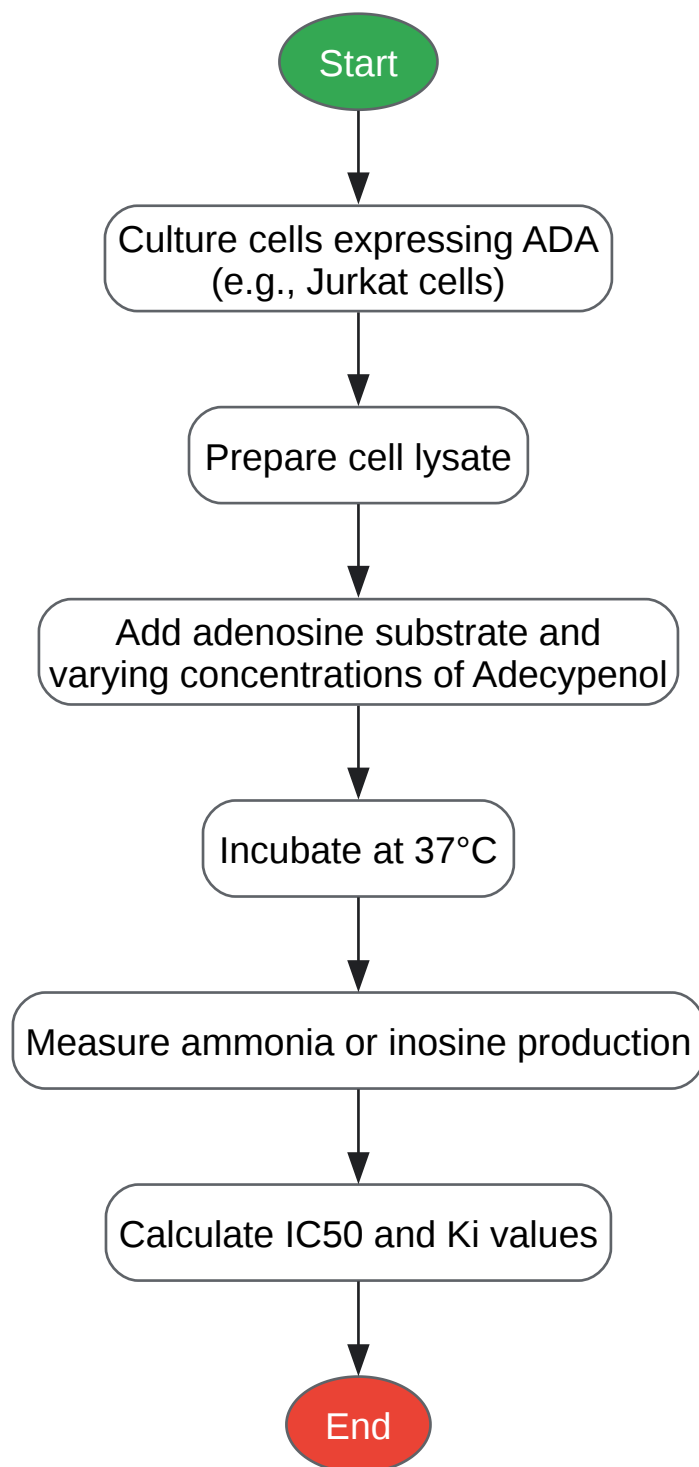 Start
Culture cells expressing ADA
(e.g., Jurkat cells)
Prepare cell lysate
Add adenosine substrate and
varying concentrations of Adecypenol
Incubate at 37°C
Measure ammonia or inosine production
Calculate IC50 and Ki values
End